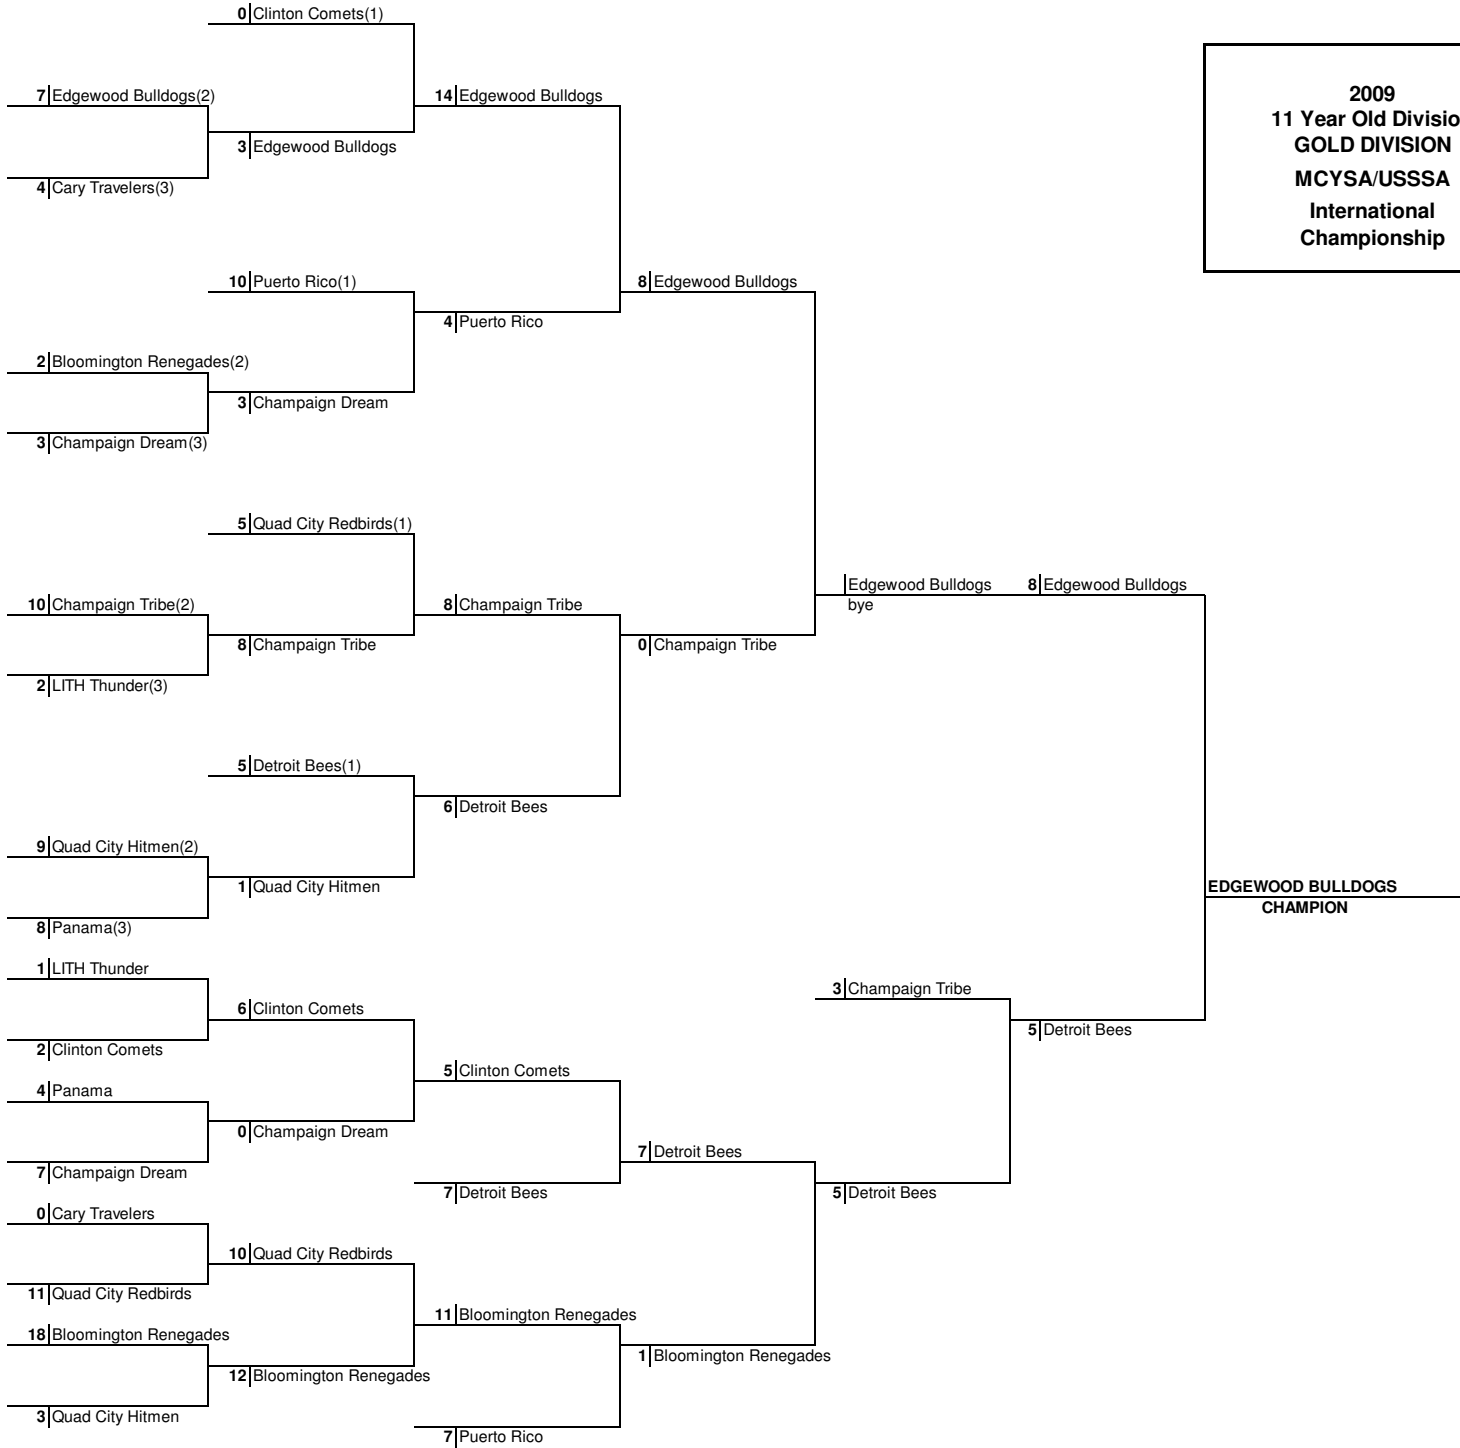 0 Clinton Comets(1)
7 Edgewood Bulldogs(2)
14 Edgewood Bulldogs
3 Edgewood Bulldogs
4 Cary Travelers(3)
2009
11 Year Old Divisio
GOLD DIVISION
MCYSA/USSSA
International
Championship
10 Puerto Rico(1)
8 Edgewood Bulldogs
4 Puerto Rico
2 Bloomington Renegades(2)
3 Champaign Dream
3 Champaign Dream(3)
5 Quad City Redbirds(1)
Edgewood Bulldogs
8 Edgewood Bulldogs
bye
10 Champaign Tribe(2)
8 Champaign Tribe
8 Champaign Tribe
0 Champaign Tribe
2 LITH Thunder(3)
5 Detroit Bees(1)
6 Detroit Bees
9 Quad City Hitmen(2)
1 Quad City Hitmen
EDGEWOOD BULLDOGS
CHAMPION
8 Panama(3)
1 LITH Thunder
3 Champaign Tribe
6 Clinton Comets
5 Detroit Bees
2 Clinton Comets
5 Clinton Comets
4 Panama
0 Champaign Dream
7 Detroit Bees
7 Champaign Dream
7 Detroit Bees
5 Detroit Bees
0 Cary Travelers
10 Quad City Redbirds
11 Quad City Redbirds
11 Bloomington Renegades
18 Bloomington Renegades
1 Bloomington Renegades
12 Bloomington Renegades
3 Quad City Hitmen
7 Puerto Rico